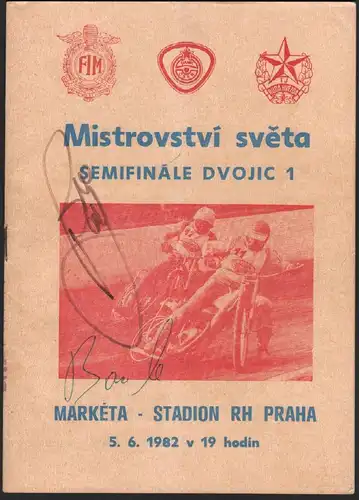 FIM
Mistrovství světa
SEMIFINÁLE DVOJIC 1
MARKÉTA - STADION RH PRAHA
5. 6. 1982 v 19 hodin